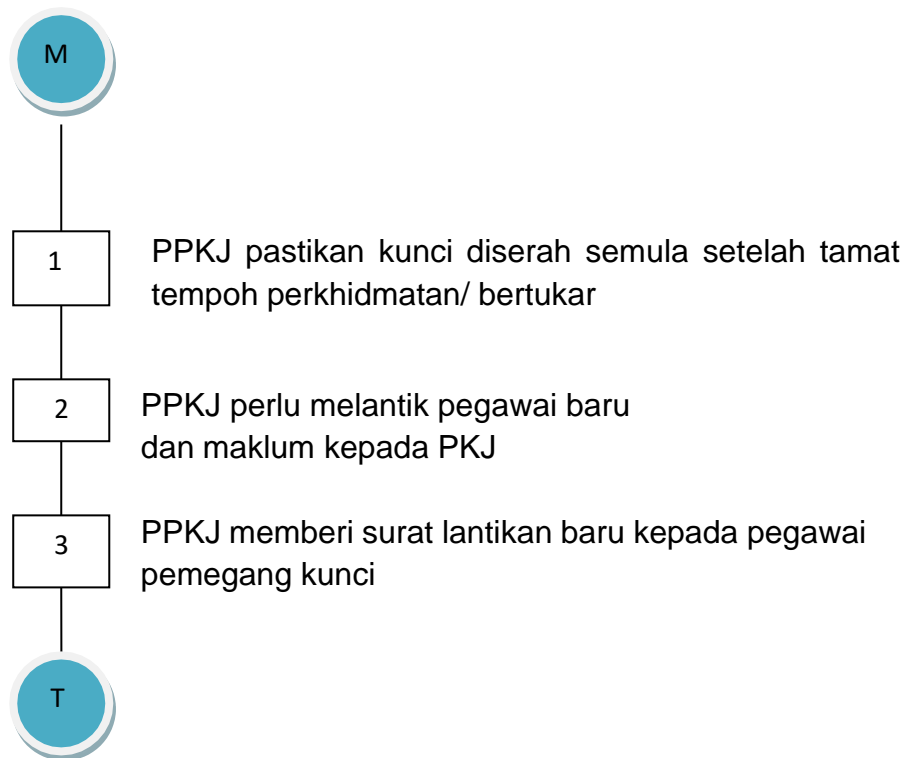 M
1
PPKJ pastikan kunci diserah semula setelah tamat
tempoh perkhidmatan/ bertukar
2
PPKJ perlu melantik pegawai baru
dan maklum kepada PKJ
3
PPKJ memberi surat lantikan baru kepada pegawai
pemegang kunci
T